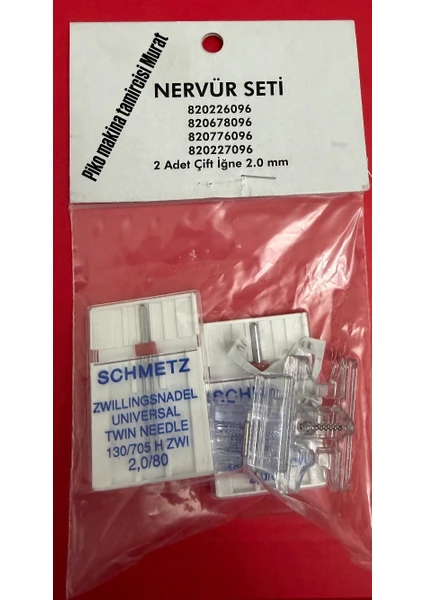 Piko makina tamircisi Murat
NERVÜR SETİ
820226096
820678096
820776096
820227096
2 Adet Çift İğne 2.0 mm
SCHMETZ
ZWILLINGSNADEL
UNIVERSAL
TWIN NEEDLE
130/705 H ZWI
2,0/80
SCHMETZ